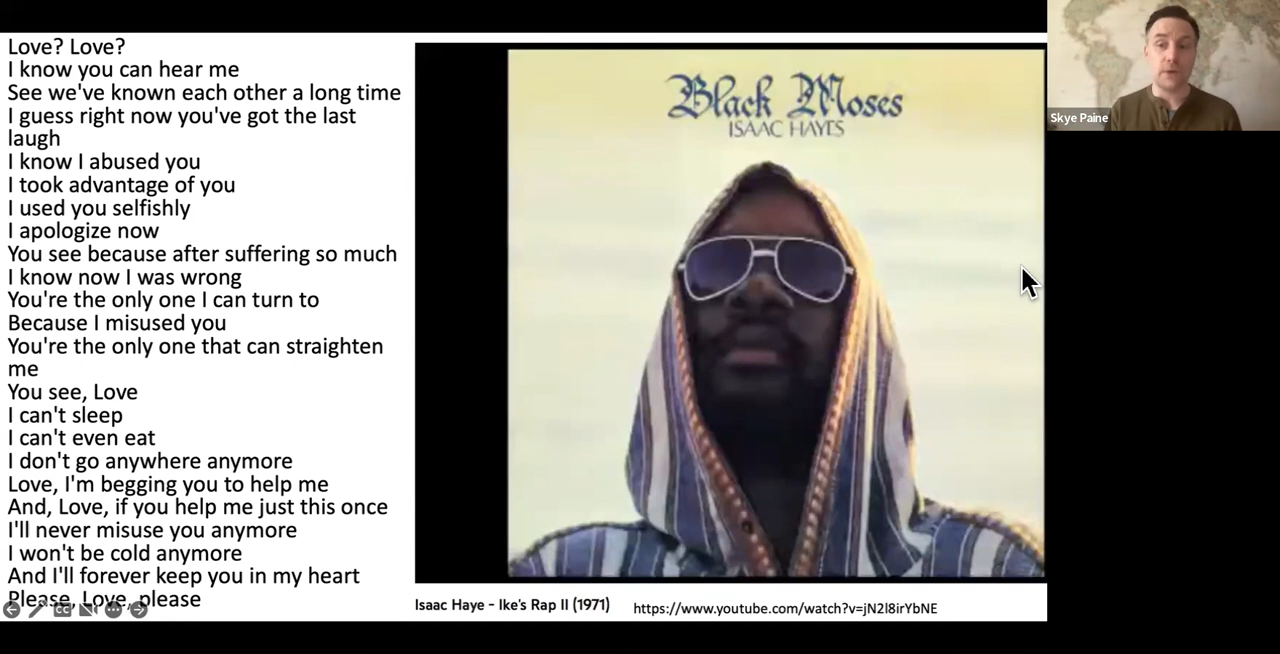 Love? Love?
I know you can hear me
See we've known each other a long time
I guess right now you've got the last
laugh
I know I abused you
I took advantage of you
I used you selfishly
I apologize now
You see because after suffering so much
I know now I was wrong
You're the only one I can turn to
Because I misused you
You're the only one that can straighten
me
You see, Love
I can't sleep
I can't even eat
I don't go anywhere anymore
Love, I'm begging you to help me
And, Love, if you help me just this once
I'll never misuse you anymore
I won't be cold anymore
And I'll forever keep you in my heart
Please, Love, please
CC
Black Moses
ISAAC HAYES
Isaac Haye - Ike's Rap II (1971)
https://www.youtube.com/watch?v=jN2l8irYbNE
Skye Paine